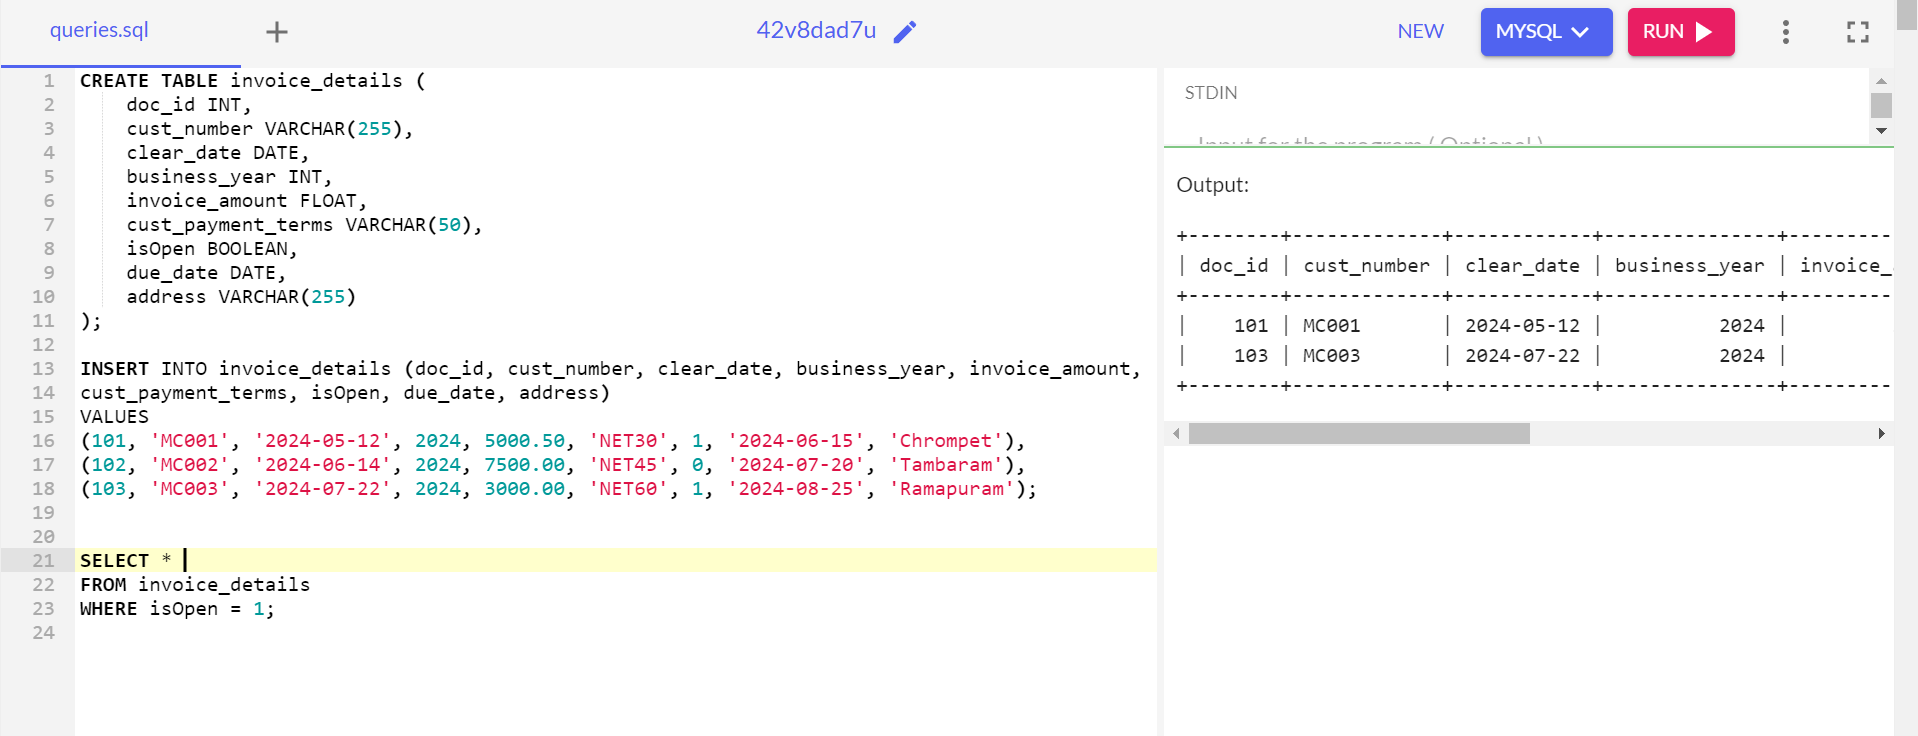 queries.sql + 42v8dad7u NEW MYSQL RUN
1 CREATE TABLE invoice_details (
2     doc_id INT,
3     cust_number VARCHAR(255),
4     clear_date DATE,
5     business_year INT,
6     invoice_amount FLOAT,
7     cust_payment_terms VARCHAR(50),
8     isOpen BOOLEAN,
9     due_date DATE,
10     address VARCHAR(255)
11 );
12
13 INSERT INTO invoice_details (doc_id, cust_number, clear_date, business_year, invoice_amount,
14 cust_payment_terms, isOpen, due_date, address)
15 VALUES
16 (101, 'MC001', '2024-05-12', 2024, 5000.50, 'NET30', 1, '2024-06-15', 'Chrompet'),
17 (102, 'MC002', '2024-06-14', 2024, 7500.00, 'NET45', 0, '2024-07-20', 'Tambaram'),
18 (103, 'MC003', '2024-07-22', 2024, 3000.00, 'NET60', 1, '2024-08-25', 'Ramapuram');
19
20
21 SELECT *
22 FROM invoice_details
23 WHERE isOpen = 1;
24
STDIN
Input for the program ( Optional )
Output:
+--------+-------------+------------+---------------+---------
| doc_id | cust_number | clear_date | business_year | invoice_
+--------+-------------+------------+---------------+---------
|    101 | MC001       | 2024-05-12 |          2024 |
|    103 | MC003       | 2024-07-22 |          2024 |
+--------+-------------+------------+---------------+---------